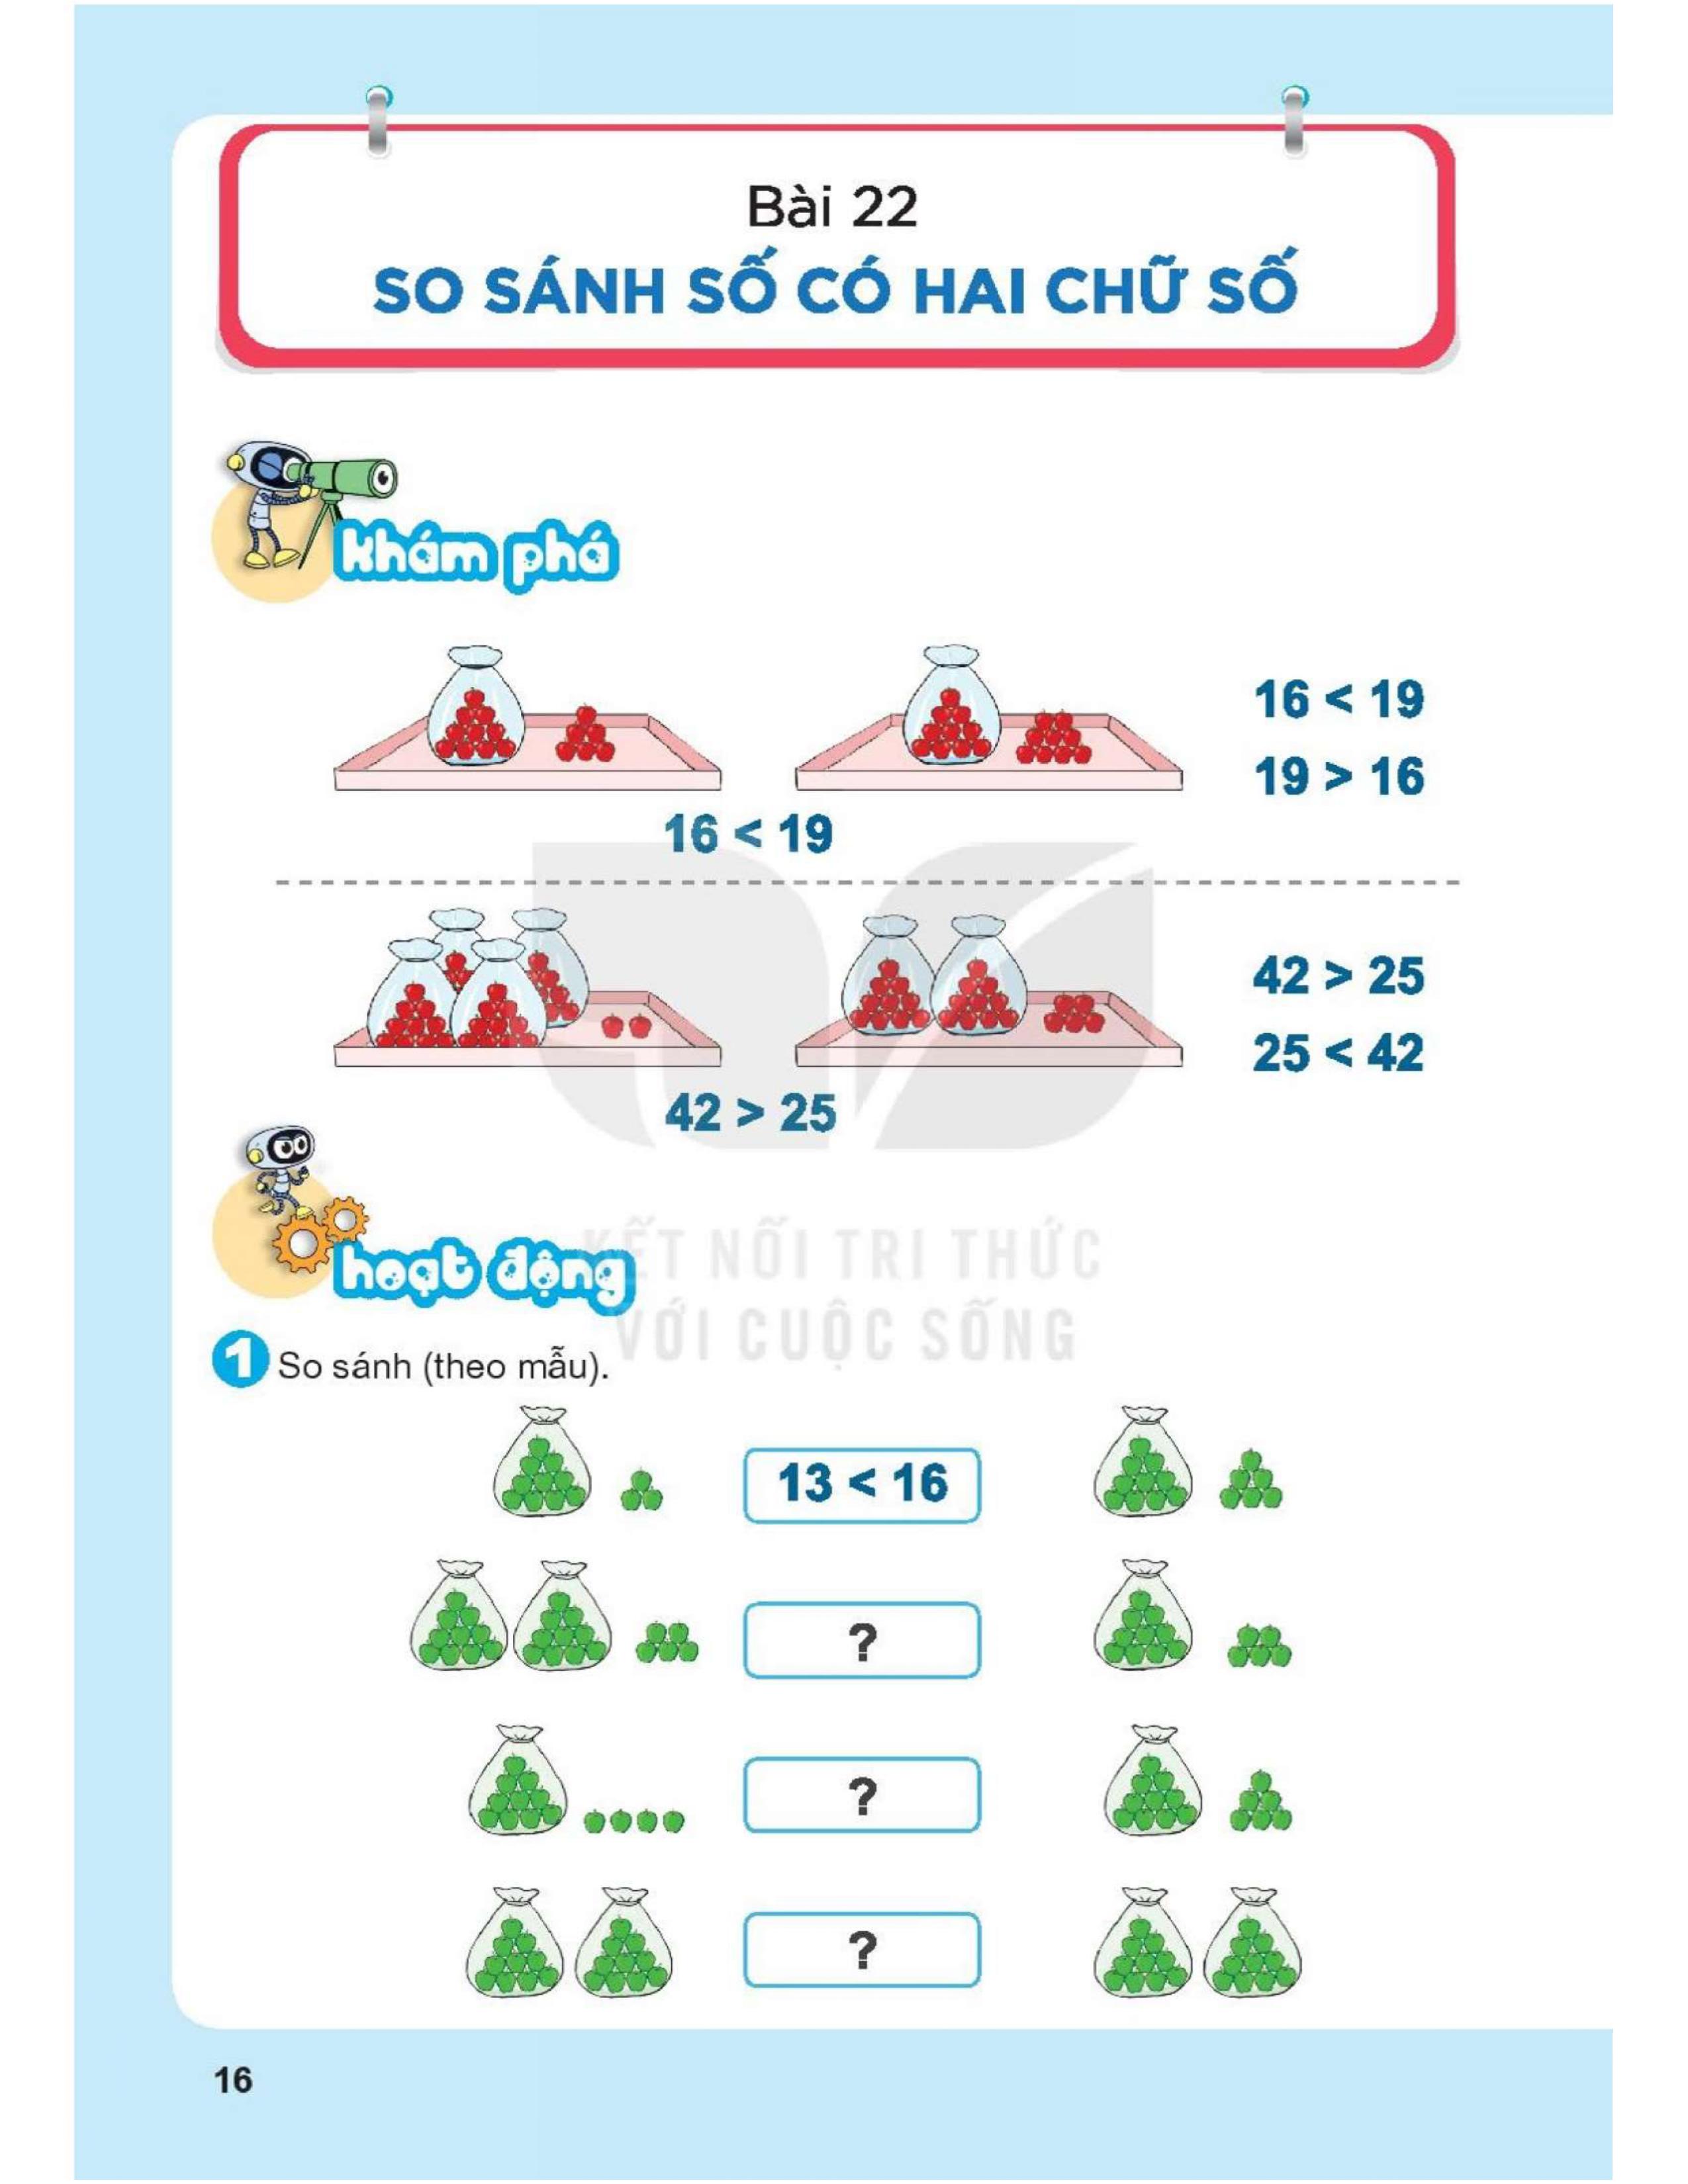 Bài 22
SO SÁNH SỐ CÓ HAI CHỮ SỐ
khám phá
16 < 19
19 > 16
16 < 19
42 > 25
25 < 42
42 > 25
hoạt động
KẾT NỐI TRI THỨC
VỚI CUỘC SỐNG
1 So sánh (theo mẫu).
13 < 16
?
?
?
16